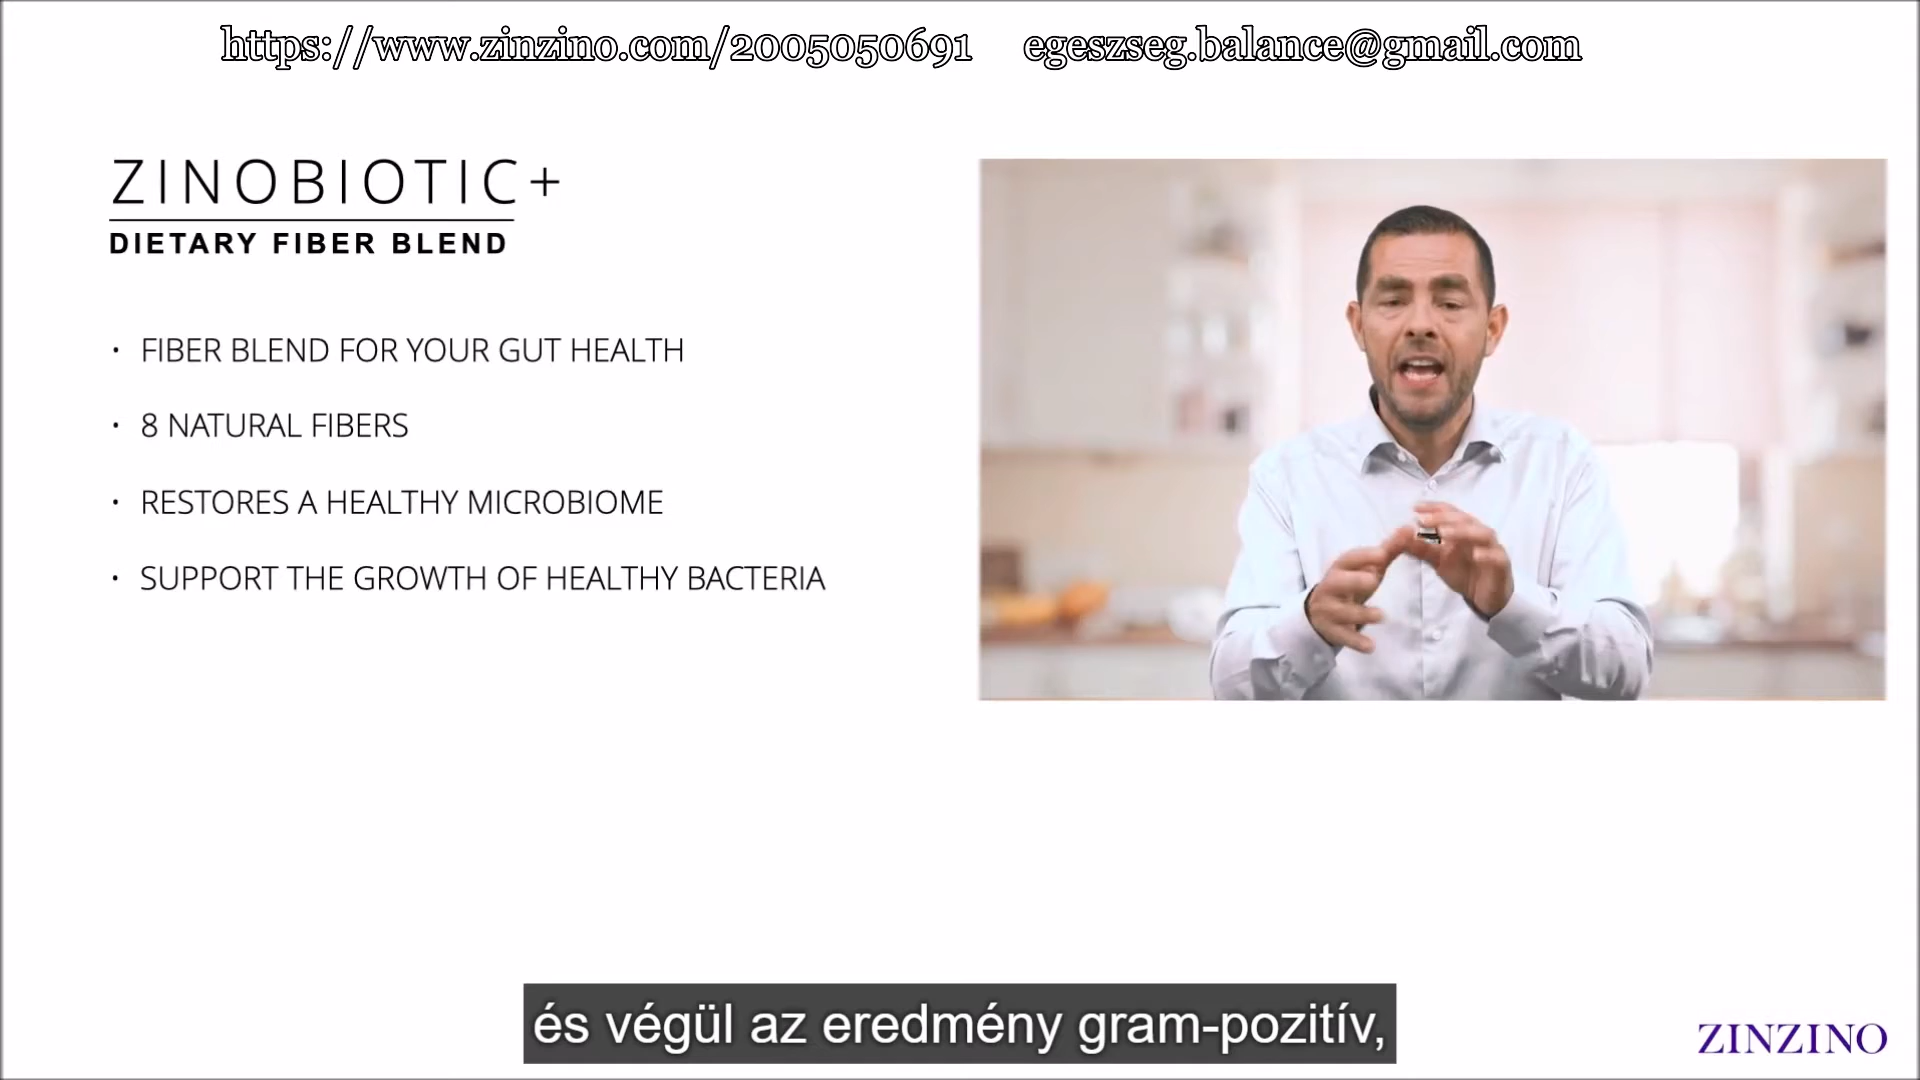 https://www.zinzino.com/2005050691 egeszseg.balance@gmail.com
ZINOBIOTIC+
DIETARY FIBER BLEND
• FIBER BLEND FOR YOUR GUT HEALTH
• 8 NATURAL FIBERS
• RESTORES A HEALTHY MICROBIOME
• SUPPORT THE GROWTH OF HEALTHY BACTERIA
és végül az eredmény gram-pozitív,
ZINZINO